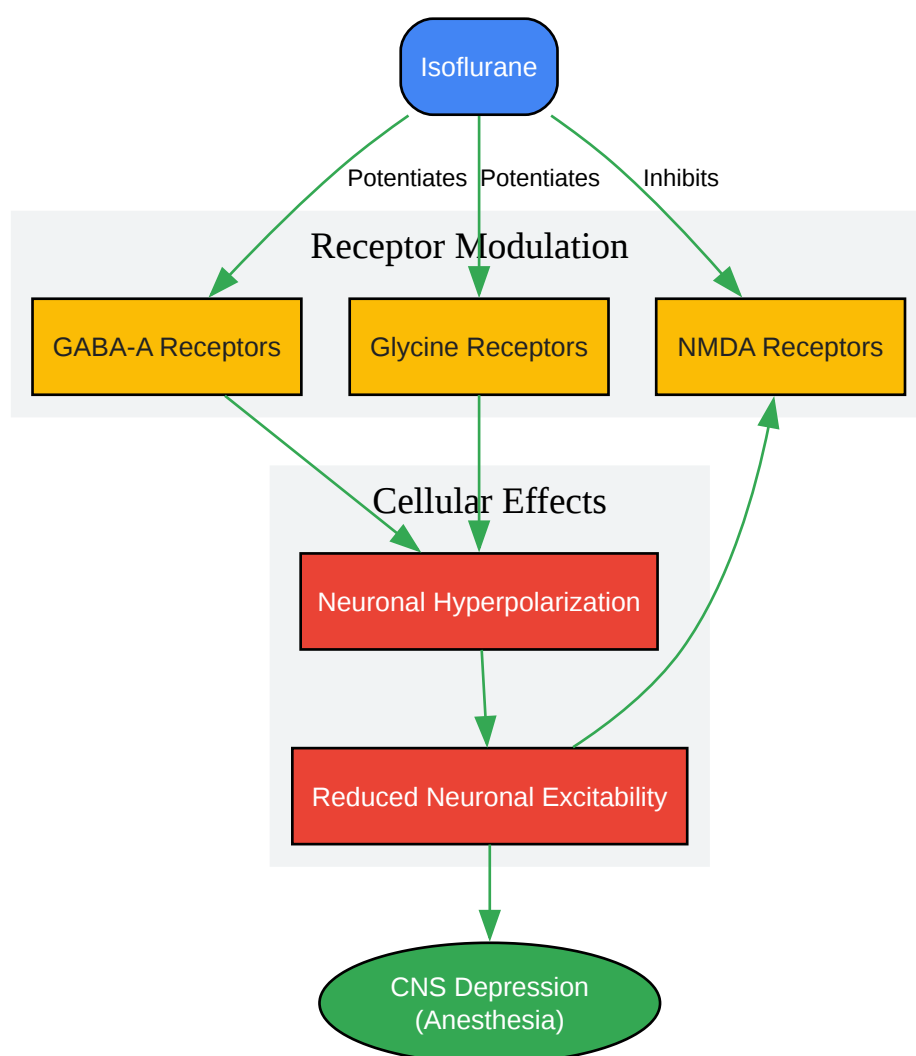 Isoflurane
Potentiates Potentiates Inhibits
Receptor Modulation
GABA-A Receptors Glycine Receptors NMDA Receptors
Cellular Effects
Neuronal Hyperpolarization
Reduced Neuronal Excitability
CNS Depression
(Anesthesia)